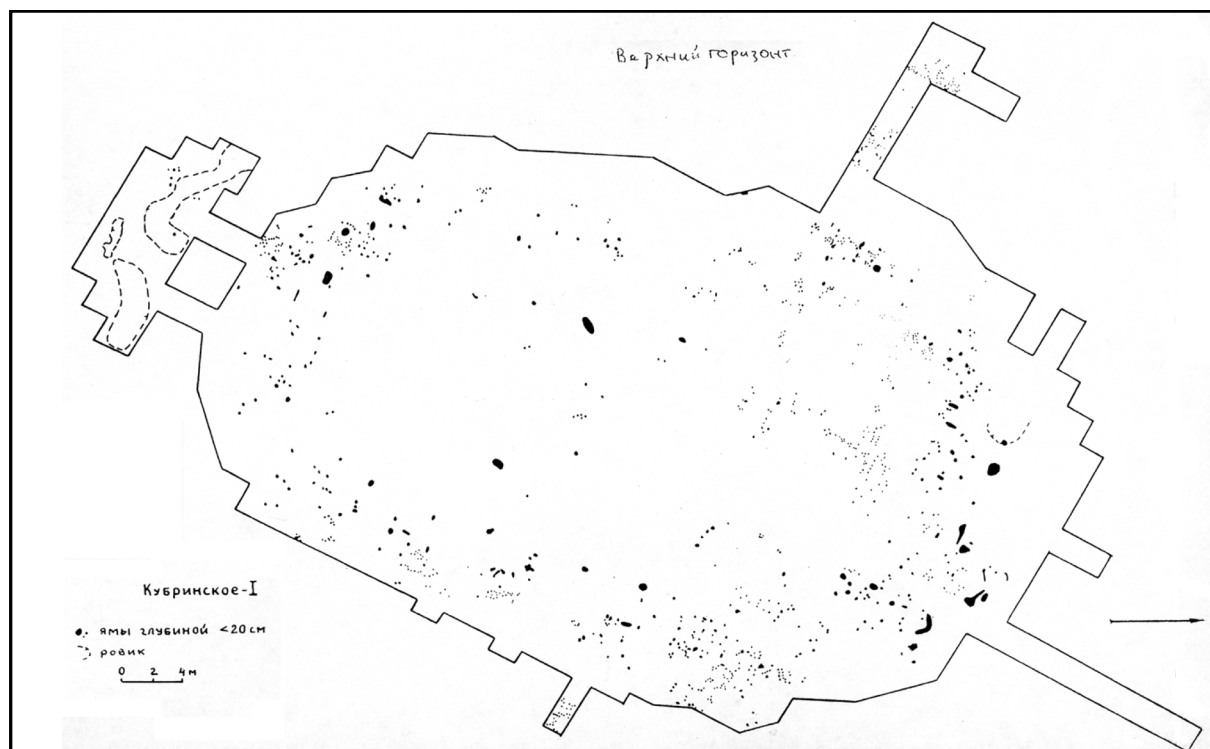 Верхний горизонт
Кубринское-I
ямы глубиной <20 см
ровик
0 2 4м